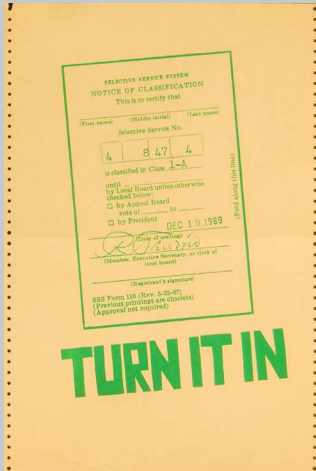 SELECTIVE SERVICE SYSTEM
NOTICE OF CLASSIFICATION
This is to certify that
(First name) (Middle initial) (Last name)
Selective Service No.
4 8 47 4
is classified in Class 1-A
until
by Local Board unless otherwise
checked below:
□ by Appeal Board
vote of to
□ by President DEC 19 1969
(Date of mailing)
(Member, Executive Secretary, or clerk of
local board)
(Fold along this line)
(Registrant's signature)
SSS Form 110 (Rev. 5-25-67)
(Previous printings are obsolete)
(Approval not required)
TURN IT IN